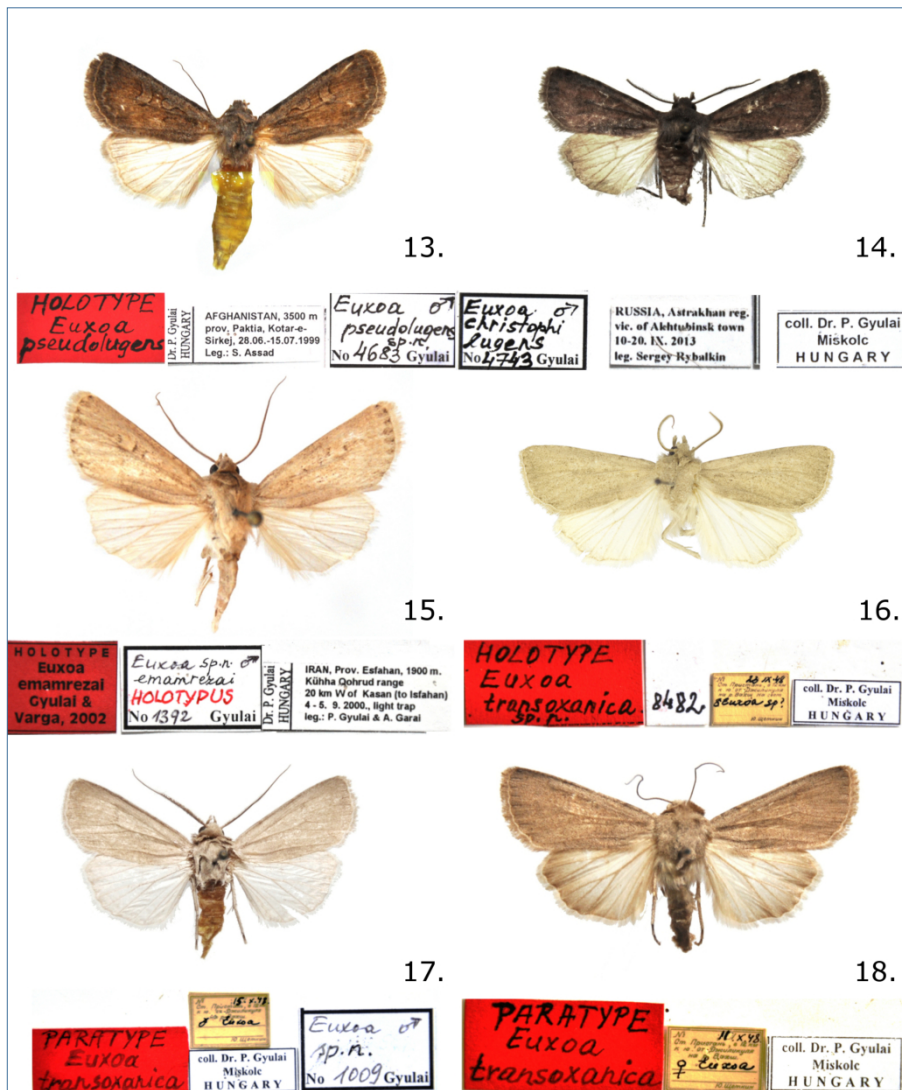 13.
14.
HOLOTYPE
Euxoa
pseudolugens
Dr. P. Gyulai
HUNGARY
AFGHANISTAN, 3500 m
prov. Paktia, Kotar-e-
Sirkej, 28.06.-15.07.1999
Leg.: S. Assad
Euxoa ♂
pseudolugens
sp.n.
No 4683 Gyulai
Euxoa ♂
christophi
lugens
No 4743 Gyulai
RUSSIA, Astrakhan reg.
vic. of Akhtubinsk town
10-20. IX. 2013
leg. Sergey Rybalkin
coll. Dr. P. Gyulai
Miskolc
HUNGARY
15.
16.
HOLOTYPE
Euxoa
emamrezai
Gyulai &
Varga, 2002
Euxoa sp.n. ♂
emamrezai
HOLOTYPUS
No 1392 Gyulai
Dr. P. Gyulai
HUNGARY
IRAN, Prov. Esfahan, 1900 m.
Kühha Qohrud range
20 km W of Kasan (to Isfahan)
4 - 5. 9. 2000., light trap
leg.: P. Gyulai & A. Garai
HOLOTYPE
Euxoa
transoxanica
sp. n.
8482
IX 48
Euxoa sp?
coll. Dr. P. Gyulai
Miskolc
HUNGARY
17.
18.
PARATYPE
Euxoa
transoxanica
♂ Euxoa
coll. Dr. P. Gyulai
Miskolc
HUNGARY
Euxoa ♂
sp.n.
No 1009 Gyulai
PARATYPE
Euxoa
transoxanica
♀ Euxoa
coll. Dr. P. Gyulai
Miskolc
HUNGARY